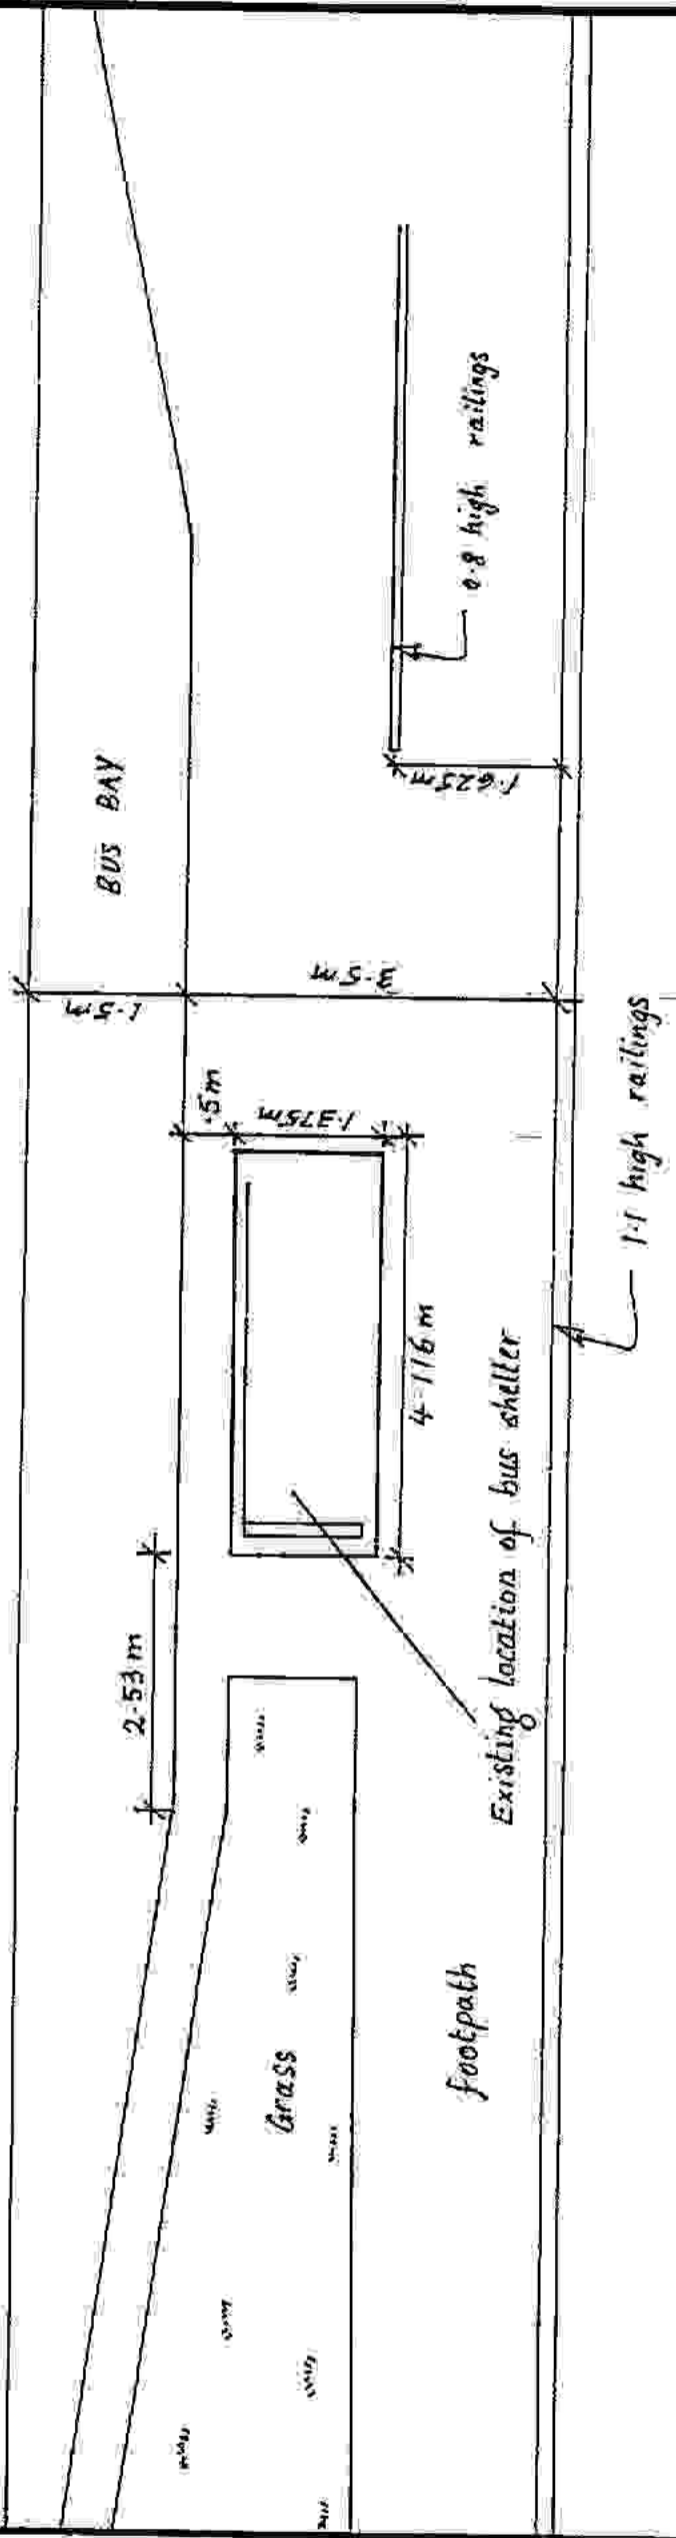 BUS BAY
0.8 high railings
1.625m
1.5m
3.5m
.5m
1.375m
4.116m
1.1 high railings
2.53m
Existing location of bus shelter
Grass
footpath